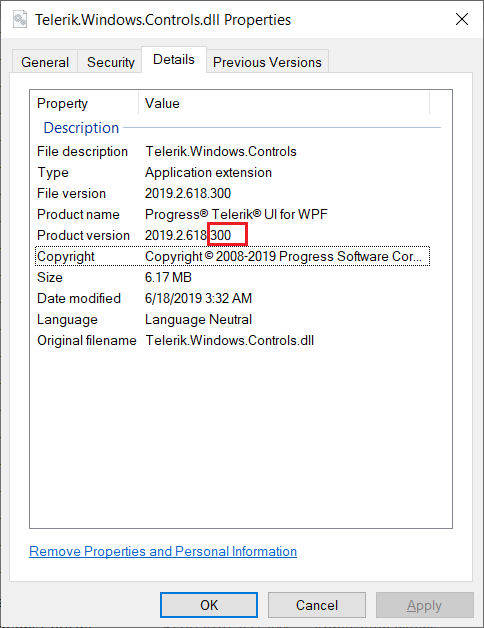 Telerik.Windows.Controls.dll Properties
General Security Details Previous Versions
Property Value
Description
File description Telerik.Windows.Controls
Type Application extension
File version 2019.2.618.300
Product name Progress® Telerik® UI for WPF
Product version 2019.2.618.300
Copyright Copyright © 2008-2019 Progress Software Cor...
Size 6.17 MB
Date modified 6/18/2019 3:32 AM
Language Language Neutral
Original filename Telerik.Windows.Controls.dll
Remove Properties and Personal Information
OK Cancel Apply